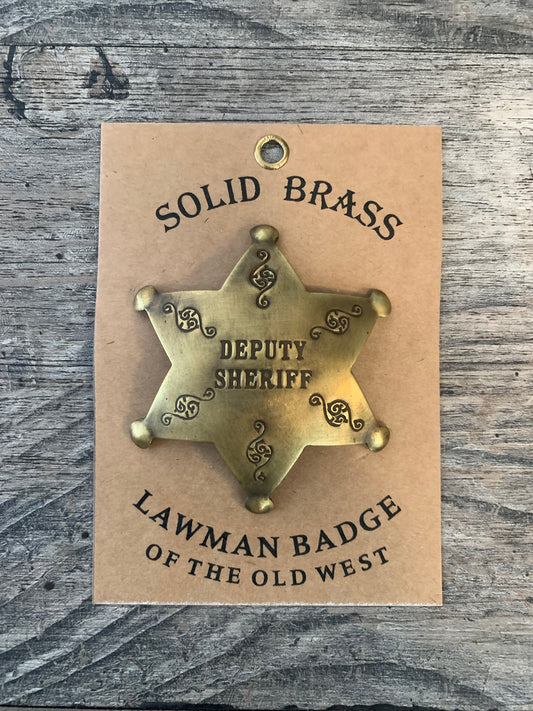 SOLID BRASS
DEPUTY
SHERIFF
LAWMAN BADGE
OF THE OLD WEST